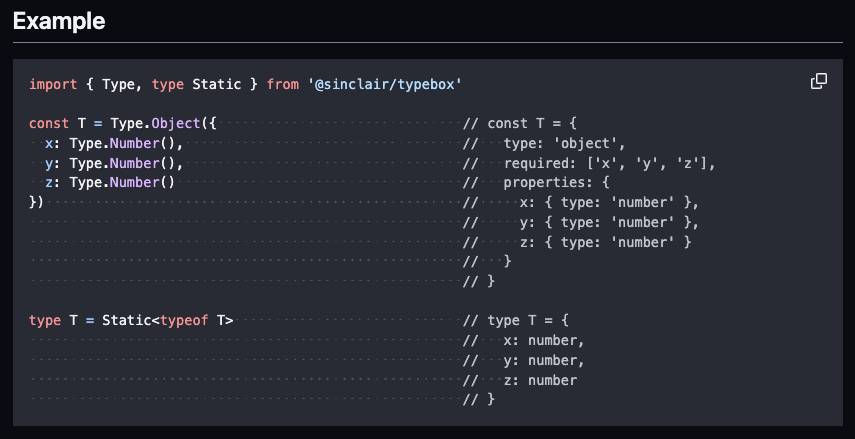 Example
import { Type, type Static } from '@sinclair/typebox'
const T = Type.Object({                              // const T = {
  x: Type.Number(),                                  //   type: 'object',
  y: Type.Number(),                                  //   required: ['x', 'y', 'z'],
  z: Type.Number()                                   //   properties: {
})                                                   //     x: { type: 'number' },
                                                     //     y: { type: 'number' },
                                                     //     z: { type: 'number' }
                                                     //   }
                                                     // }
type T = Static<typeof T>                            // type T = {
                                                     //   x: number,
                                                     //   y: number,
                                                     //   z: number
                                                     // }